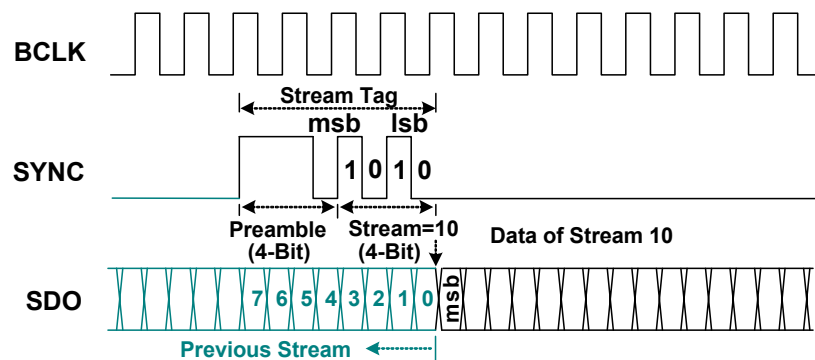 BCLK
Stream Tag
msb lsb
SYNC
1 0 1 0
Preamble
(4-Bit)
Stream=10
(4-Bit)
Data of Stream 10
SDO
7 6 5 4 3 2 1 0
msb
Previous Stream